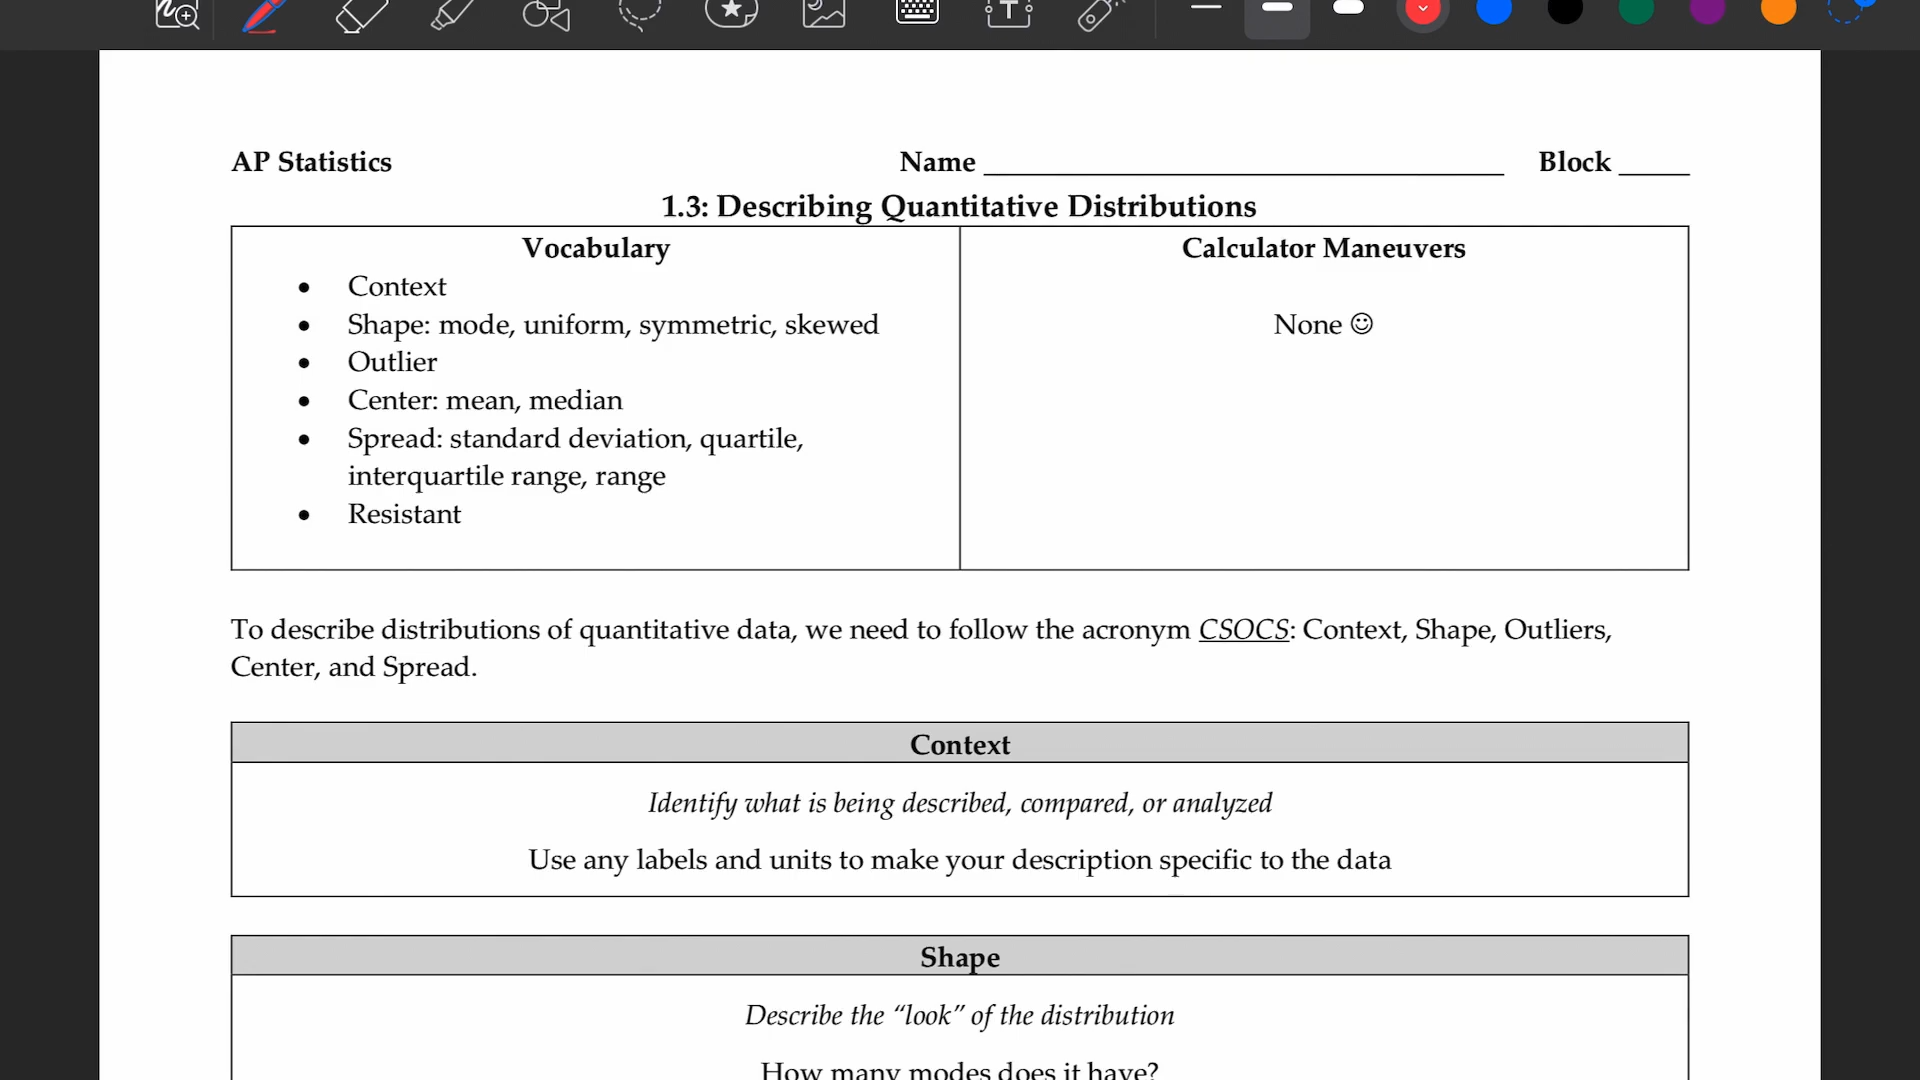 AP Statistics Name ____________________ Block _____
1.3: Describing Quantitative Distributions
Vocabulary
• Context
• Shape: mode, uniform, symmetric, skewed
• Outlier
• Center: mean, median
• Spread: standard deviation, quartile,
interquartile range, range
• Resistant
Calculator Maneuvers
None ☺
To describe distributions of quantitative data, we need to follow the acronym CSOCS: Context, Shape, Outliers,
Center, and Spread.
Context
Identify what is being described, compared, or analyzed
Use any labels and units to make your description specific to the data
Shape
Describe the “look” of the distribution
How many modes does it have?